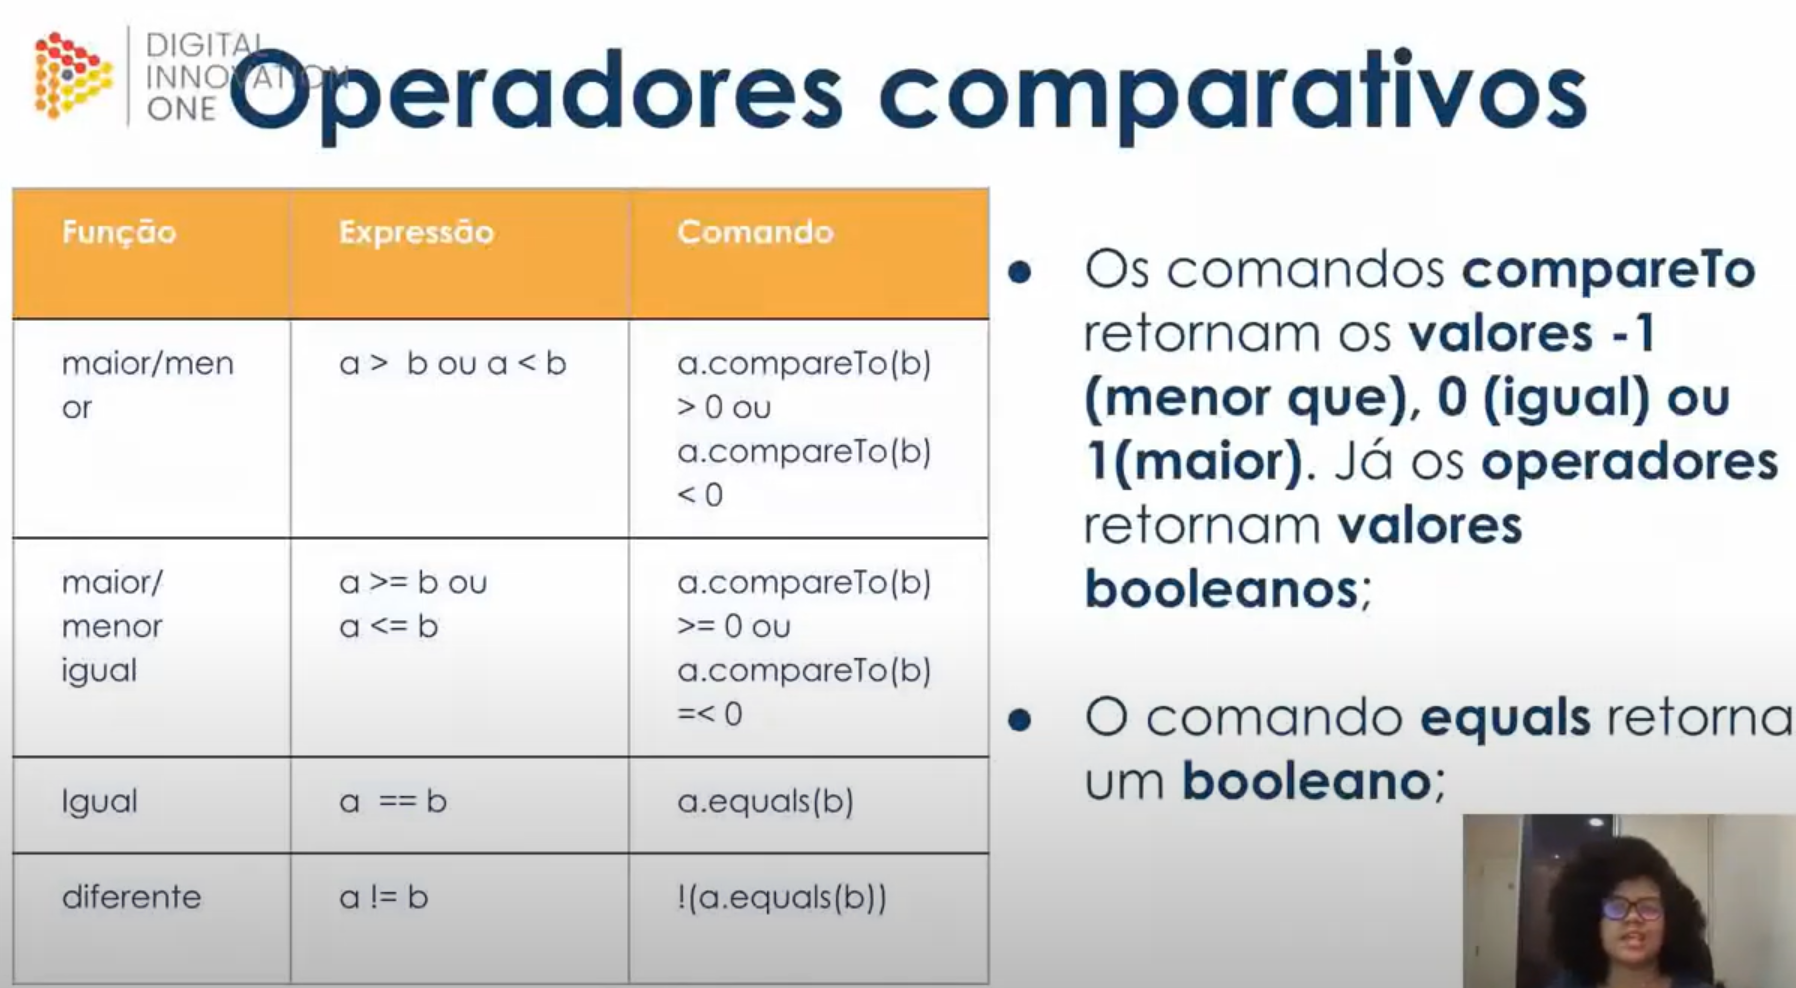 DIGITAL
INNOVATION
ONE
Operadores comparativos
Função Expressão Comando
maior/men
or
a > b ou a < b
a.compareTo(b)
> 0 ou
a.compareTo(b)
< 0
maior/
menor
igual
a >= b ou
a <= b
a.compareTo(b)
>= 0 ou
a.compareTo(b)
=< 0
Igual
a == b
a.equals(b)
diferente
a != b
!(a.equals(b))
Os comandos compareTo
retornam os valores -1
(menor que), 0 (igual) ou
1(maior). Já os operadores
retornam valores
booleanos;
O comando equals retorna
um booleano;